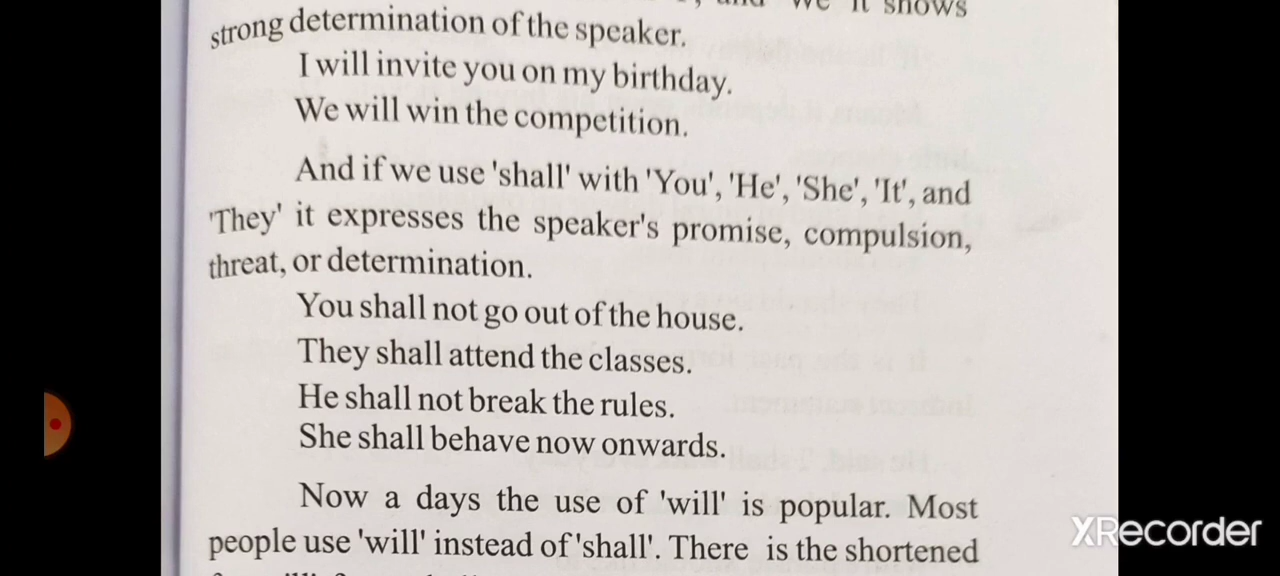 we it shows
strong determination of the speaker.
I will invite you on my birthday.
We will win the competition.
And if we use 'shall' with 'You', 'He', 'She', 'It', and
'They' it expresses the speaker's promise, compulsion,
threat, or determination.
You shall not go out of the house.
They shall attend the classes.
He shall not break the rules.
She shall behave now onwards.
Now a days the use of 'will' is popular. Most
people use 'will' instead of 'shall'. There is the shortened
XRecorder